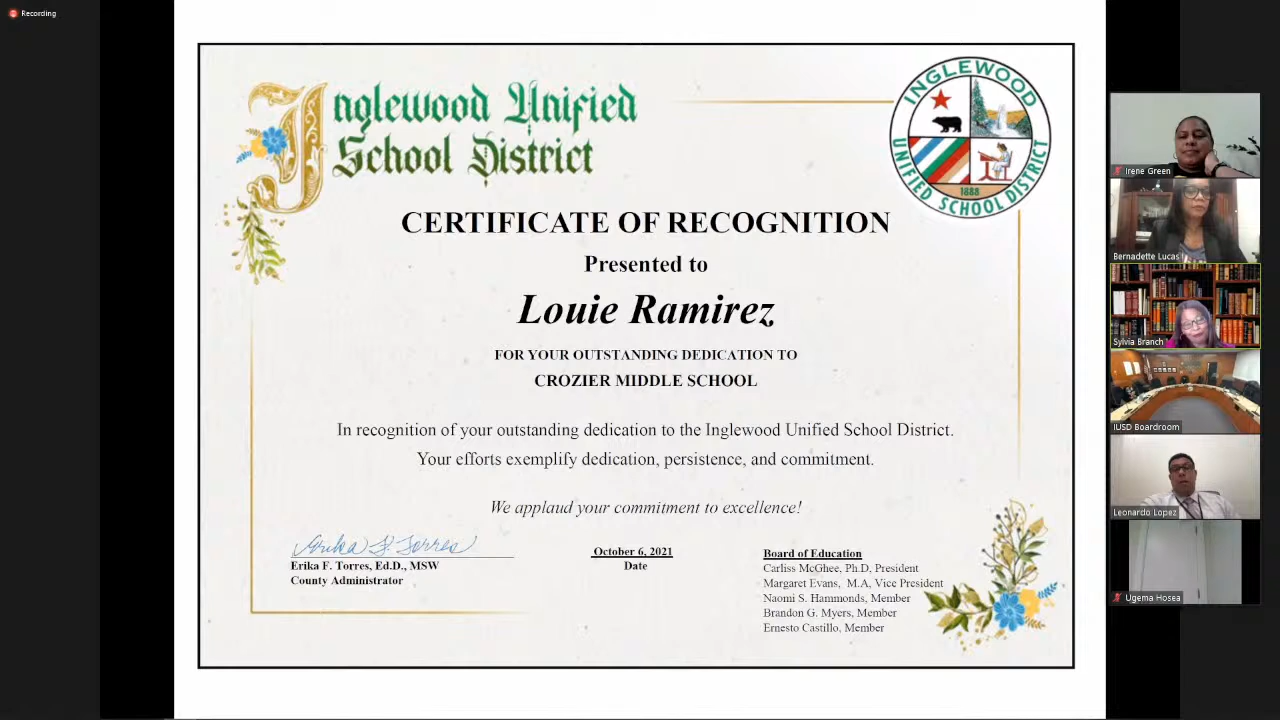 Recording
Inglewood Unified
School District
INGLEWOOD
UNIFIED SCHOOL DISTRICT
1888
CERTIFICATE OF RECOGNITION
Presented to
Louie Ramirez
FOR YOUR OUTSTANDING DEDICATION TO
CROZIER MIDDLE SCHOOL
In recognition of your outstanding dedication to the Inglewood Unified School District.
Your efforts exemplify dedication, persistence, and commitment.
We applaud your commitment to excellence!
Erika F. Torres
Erika F. Torres, Ed.D., MSW
County Administrator
October 6, 2021
Date
Board of Education
Carliss McGhee, Ph.D, President
Margaret Evans, M.A, Vice President
Naomi S. Hammonds, Member
Brandon G. Myers, Member
Ernesto Castillo, Member
Irene Green
Bernadette Lucas
Sylvia Branch
IUSD Boardroom
Leonardo Lopez
Ugema Hosea